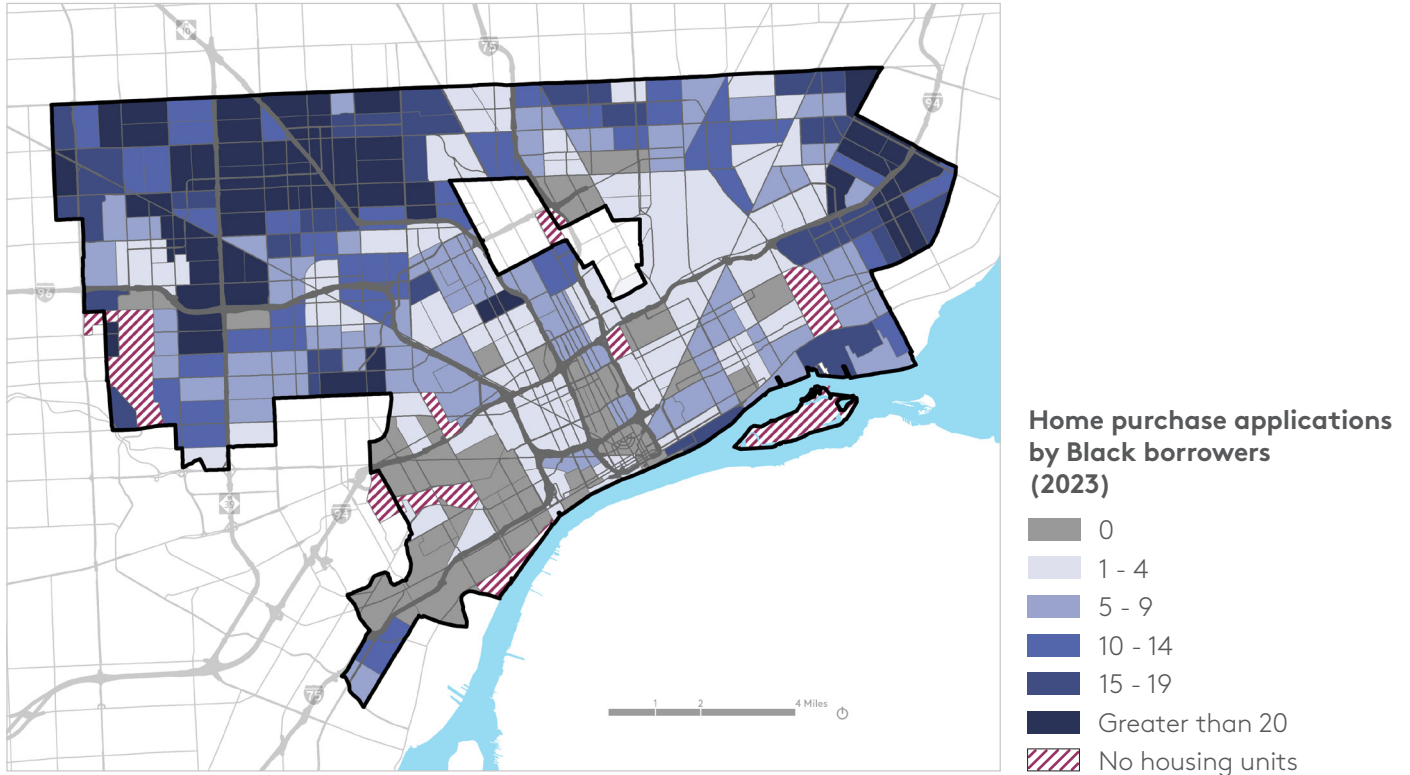 10
75
94
96
39
94
75
1 2 4 Miles
Home purchase applications
by Black borrowers
(2023)
0
1 - 4
5 - 9
10 - 14
15 - 19
Greater than 20
No housing units